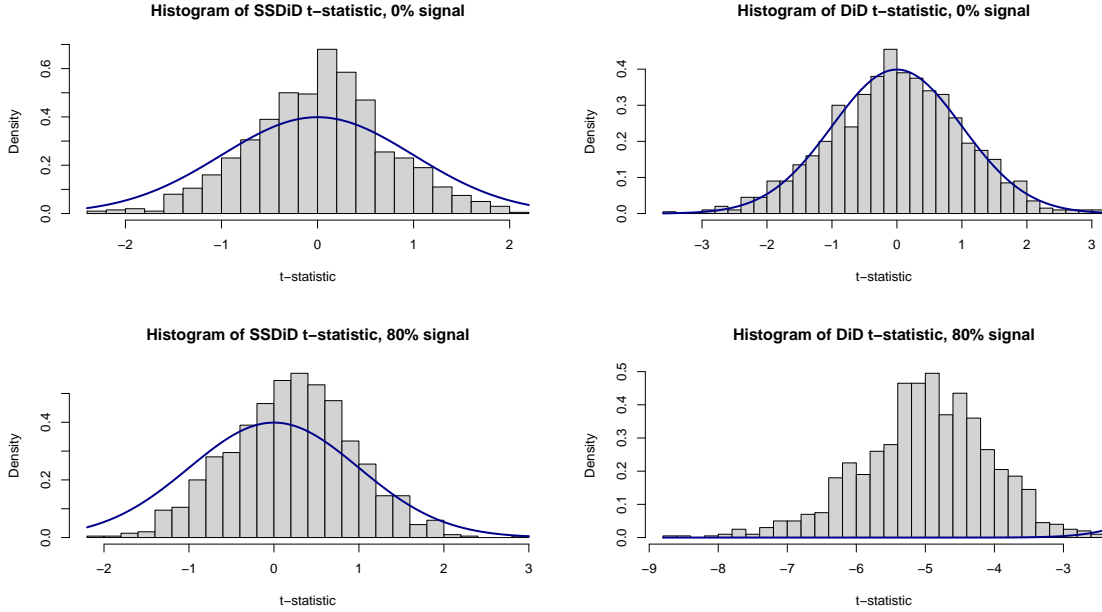 Histogram of SSDiD t−statistic, 0% signal
Density
0.0 0.2 0.4 0.6
−2 −1 0 1 2
t−statistic
Histogram of DiD t−statistic, 0% signal
Density
0.0 0.1 0.2 0.3 0.4
−3 −2 −1 0 1 2 3
t−statistic
Histogram of SSDiD t−statistic, 80% signal
Density
0.0 0.2 0.4
−2 −1 0 1 2 3
t−statistic
Histogram of DiD t−statistic, 80% signal
Density
0.0 0.1 0.2 0.3 0.4 0.5
−9 −8 −7 −6 −5 −4 −3
t−statistic